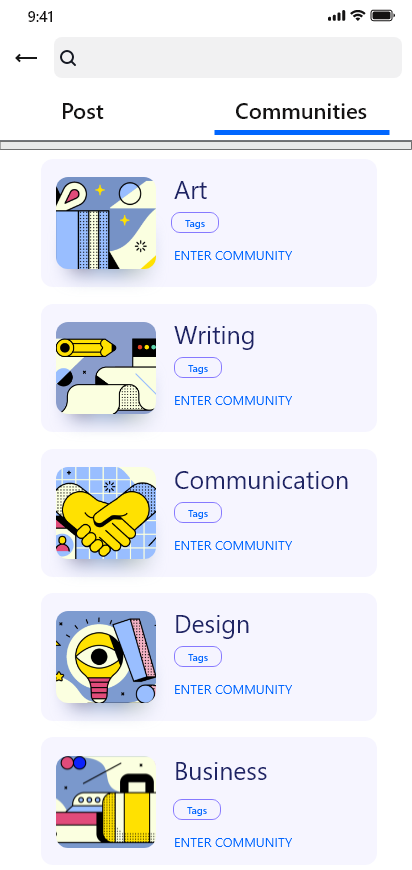 9:41
Post
Communities
Art
Tags
ENTER COMMUNITY
Writing
Tags
ENTER COMMUNITY
Communication
Tags
ENTER COMMUNITY
Design
Tags
ENTER COMMUNITY
Business
Tags
ENTER COMMUNITY